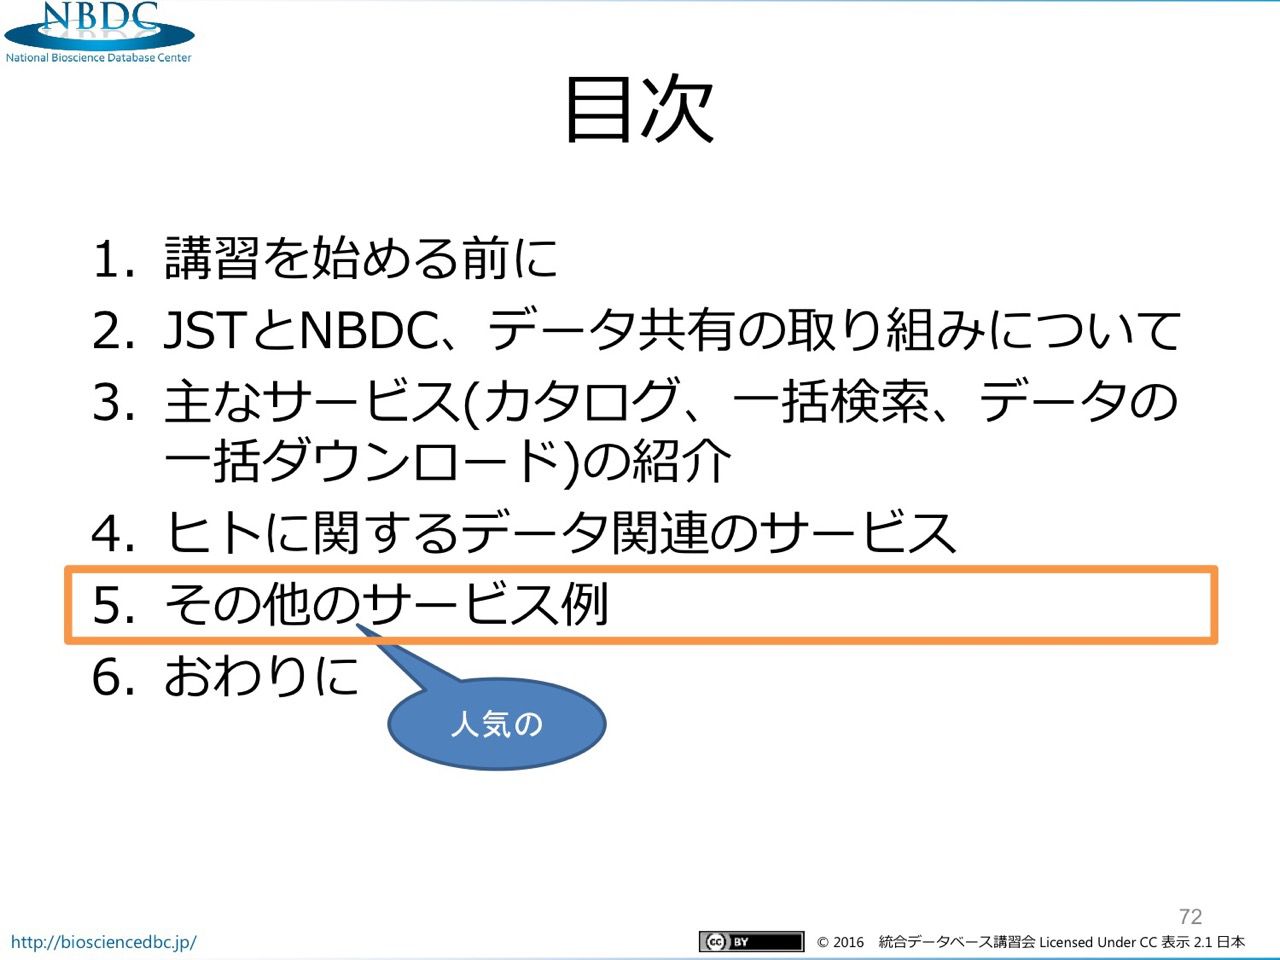 NBDC
National Bioscience Database Center
目次
1. 講習を始める前に
2. JSTとNBDC、データ共有の取り組みについて
3. 主なサービス(カタログ、一括検索、データの
一括ダウンロード)の紹介
4. ヒトに関するデータ関連のサービス
5. その他のサービス例
6. おわりに
人気の
72
http://biosciencedbc.jp/
cc BY
© 2016 統合データベース講習会 Licensed Under CC 表示 2.1 日本